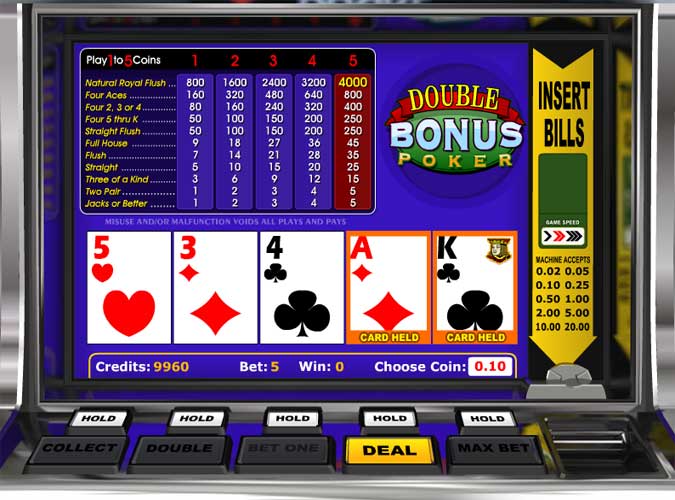 Play 1 to 5 Coins 1 2 3 4 5
Natural Royal Flush ... 800 1600 2400 3200 4000
Four Aces ................. 160 320 480 640 800
Four 2, 3 or 4 ........... 80 160 240 320 400
Four 5 thru K ........... 50 100 150 200 250
Straight Flush ........... 50 100 150 200 250
Full House ................ 9 18 27 36 45
Flush ........................ 7 14 21 28 35
Straight .................... 5 10 15 20 25
Three of a Kind ......... 3 6 9 12 15
Two Pair ................... 1 2 3 4 5
Jacks or Better ......... 1 2 3 4 5
MISUSE AND/OR MALFUNCTION VOIDS ALL PLAYS AND PAYS
DOUBLE
BONUS
POKER
INSERT
BILLS
GAME SPEED
MACHINE ACCEPTS
0.02 0.05
0.10 0.25
0.50 1.00
2.00 5.00
10.00 20.00
5 3 4 A K
CARD HELD CARD HELD
Credits: 9960 Bet: 5 Win: 0 Choose Coin: 0.10
HOLD HOLD HOLD HOLD HOLD
COLLECT DOUBLE BET ONE DEAL MAX BET